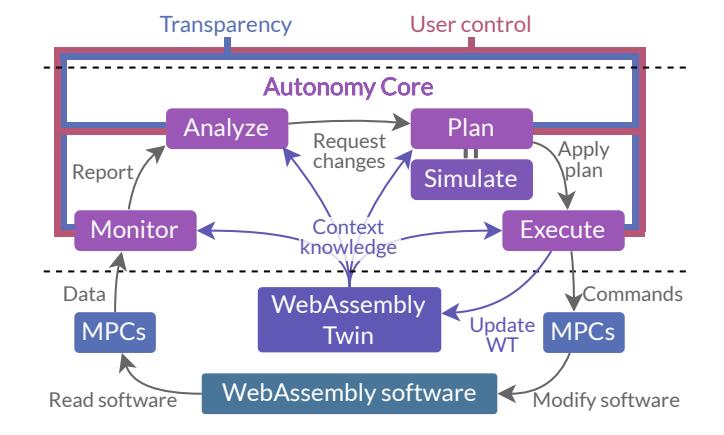 Transparency
User control
Autonomy Core
Analyze
Plan
Request
changes
Apply
plan
Report
Simulate
Monitor
Context
knowledge
Execute
Data
WebAssembly
Twin
Commands
MPCs
Update
WT
MPCs
Read software
WebAssembly software
Modify software